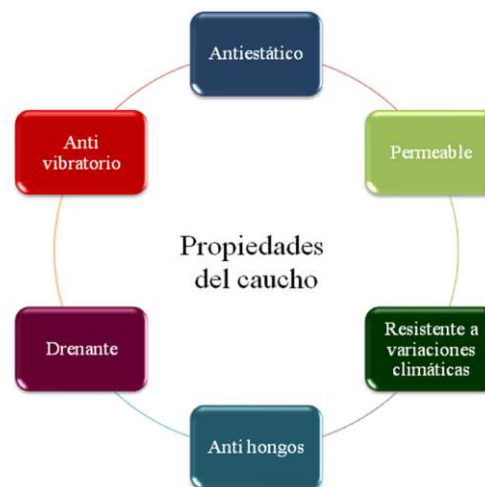 Antiestático
Anti
vibratorio
Permeable
Propiedades
del caucho
Drenante
Resistente a
variaciones
climáticas
Anti hongos